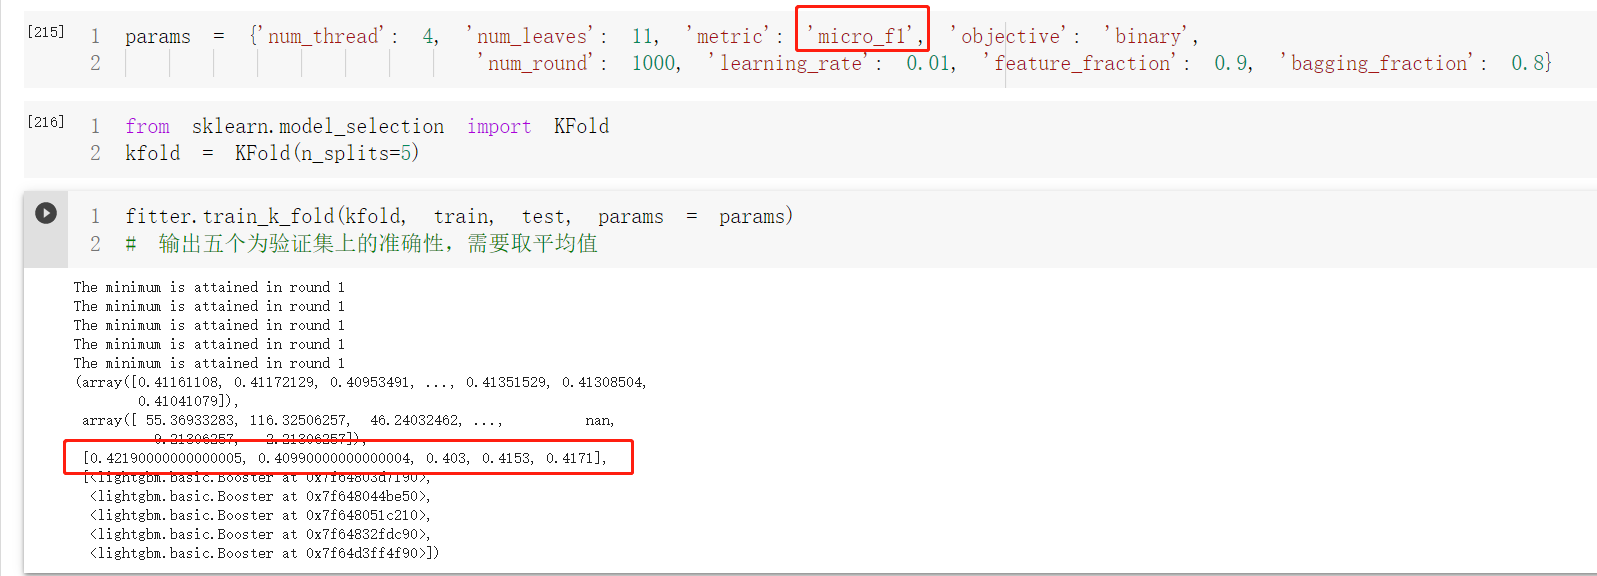 [215] 1 params = {'num_thread': 4, 'num_leaves': 11, 'metric': 'micro_f1', 'objective': 'binary',
2 'num_round': 1000, 'learning_rate': 0.01, 'feature_fraction': 0.9, 'bagging_fraction': 0.8}
[216] 1 from sklearn.model_selection import KFold
2 kfold = KFold(n_splits=5)
1 fitter.train_k_fold(kfold, train, test, params = params)
2 # 输出五个为验证集上的准确性，需要取平均值
The minimum is attained in round 1
The minimum is attained in round 1
The minimum is attained in round 1
The minimum is attained in round 1
The minimum is attained in round 1
(array([0.41161108, 0.41172129, 0.40953491, ..., 0.41351529, 0.41308504,
0.41041079]),
array([ 55.36933283, 116.32506257, 46.24032462, ..., nan,
9.21306257, 2.21306257]),
[0.42190000000000005, 0.40990000000000004, 0.403, 0.4153, 0.4171],
[<lightgbm.basic.Booster at 0x7f64803d7190>,
<lightgbm.basic.Booster at 0x7f648044be50>,
<lightgbm.basic.Booster at 0x7f648051c210>,
<lightgbm.basic.Booster at 0x7f64832fdc90>,
<lightgbm.basic.Booster at 0x7f64d3ff4f90>])